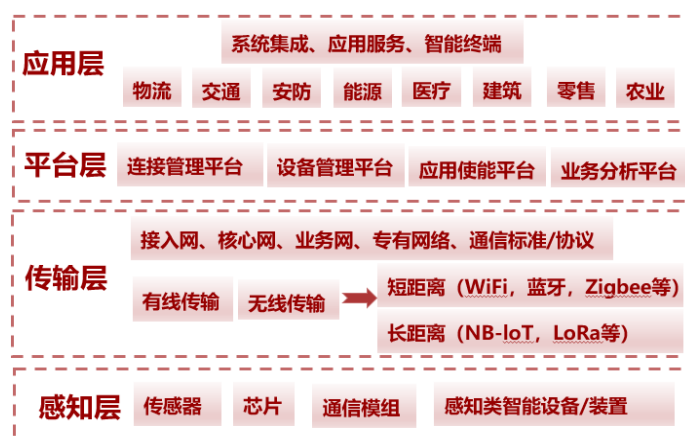 应用层
系统集成、应用服务、智能终端
物流 交通 安防 能源 医疗 建筑 零售 农业
平台层
连接管理平台 设备管理平台 应用使能平台 业务分析平台
传输层
接入网、核心网、业务网、专有网络、通信标准/协议
有线传输 无线传输
短距离（WiFi，蓝牙，Zigbee等）
长距离（NB-loT，LoRa等）
感知层
传感器 芯片 通信模组 感知类智能设备/装置